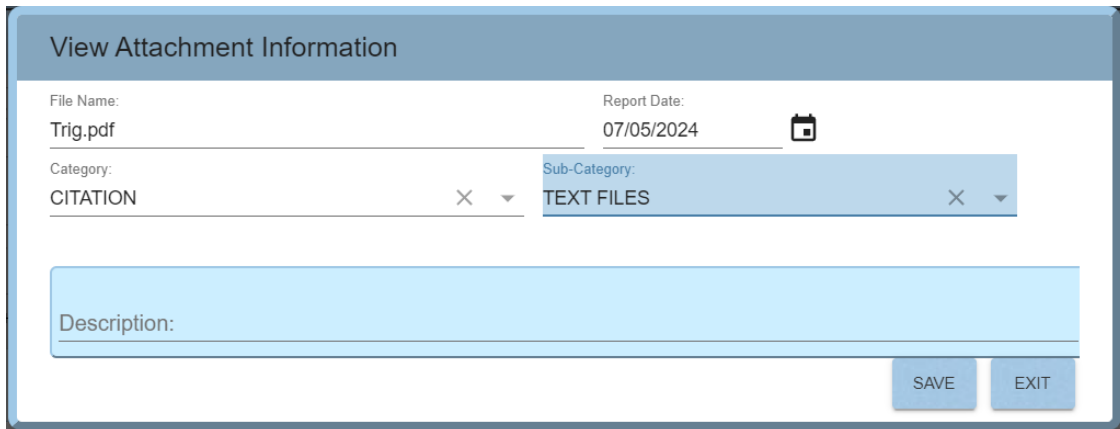 View Attachment Information
File Name:
Report Date:
Trig.pdf
07/05/2024
Category:
Sub-Category:
CITATION
TEXT FILES
Description:
SAVE
EXIT